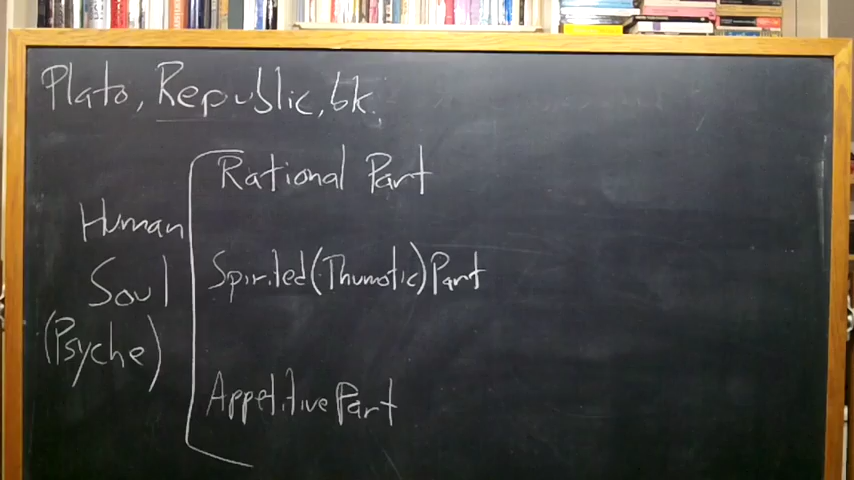 Plato, Republic, bk.
Rational Part
Human
Spirited (Thumotic) Part
Soul
(Psyche)
Appetitive Part